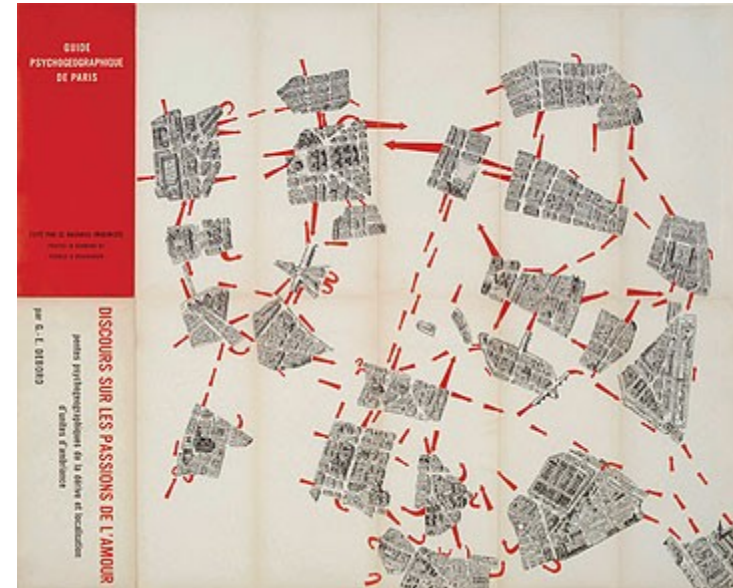 GUIDE
PSYCHOGEOGRAPHIQUE
DE PARIS
DISCOURS SUR LES PASSIONS DE L'AMOUR
pentes psychogeographiques de la dérive et localisation
d'unités d'ambiance
par G.-E. DEBORD